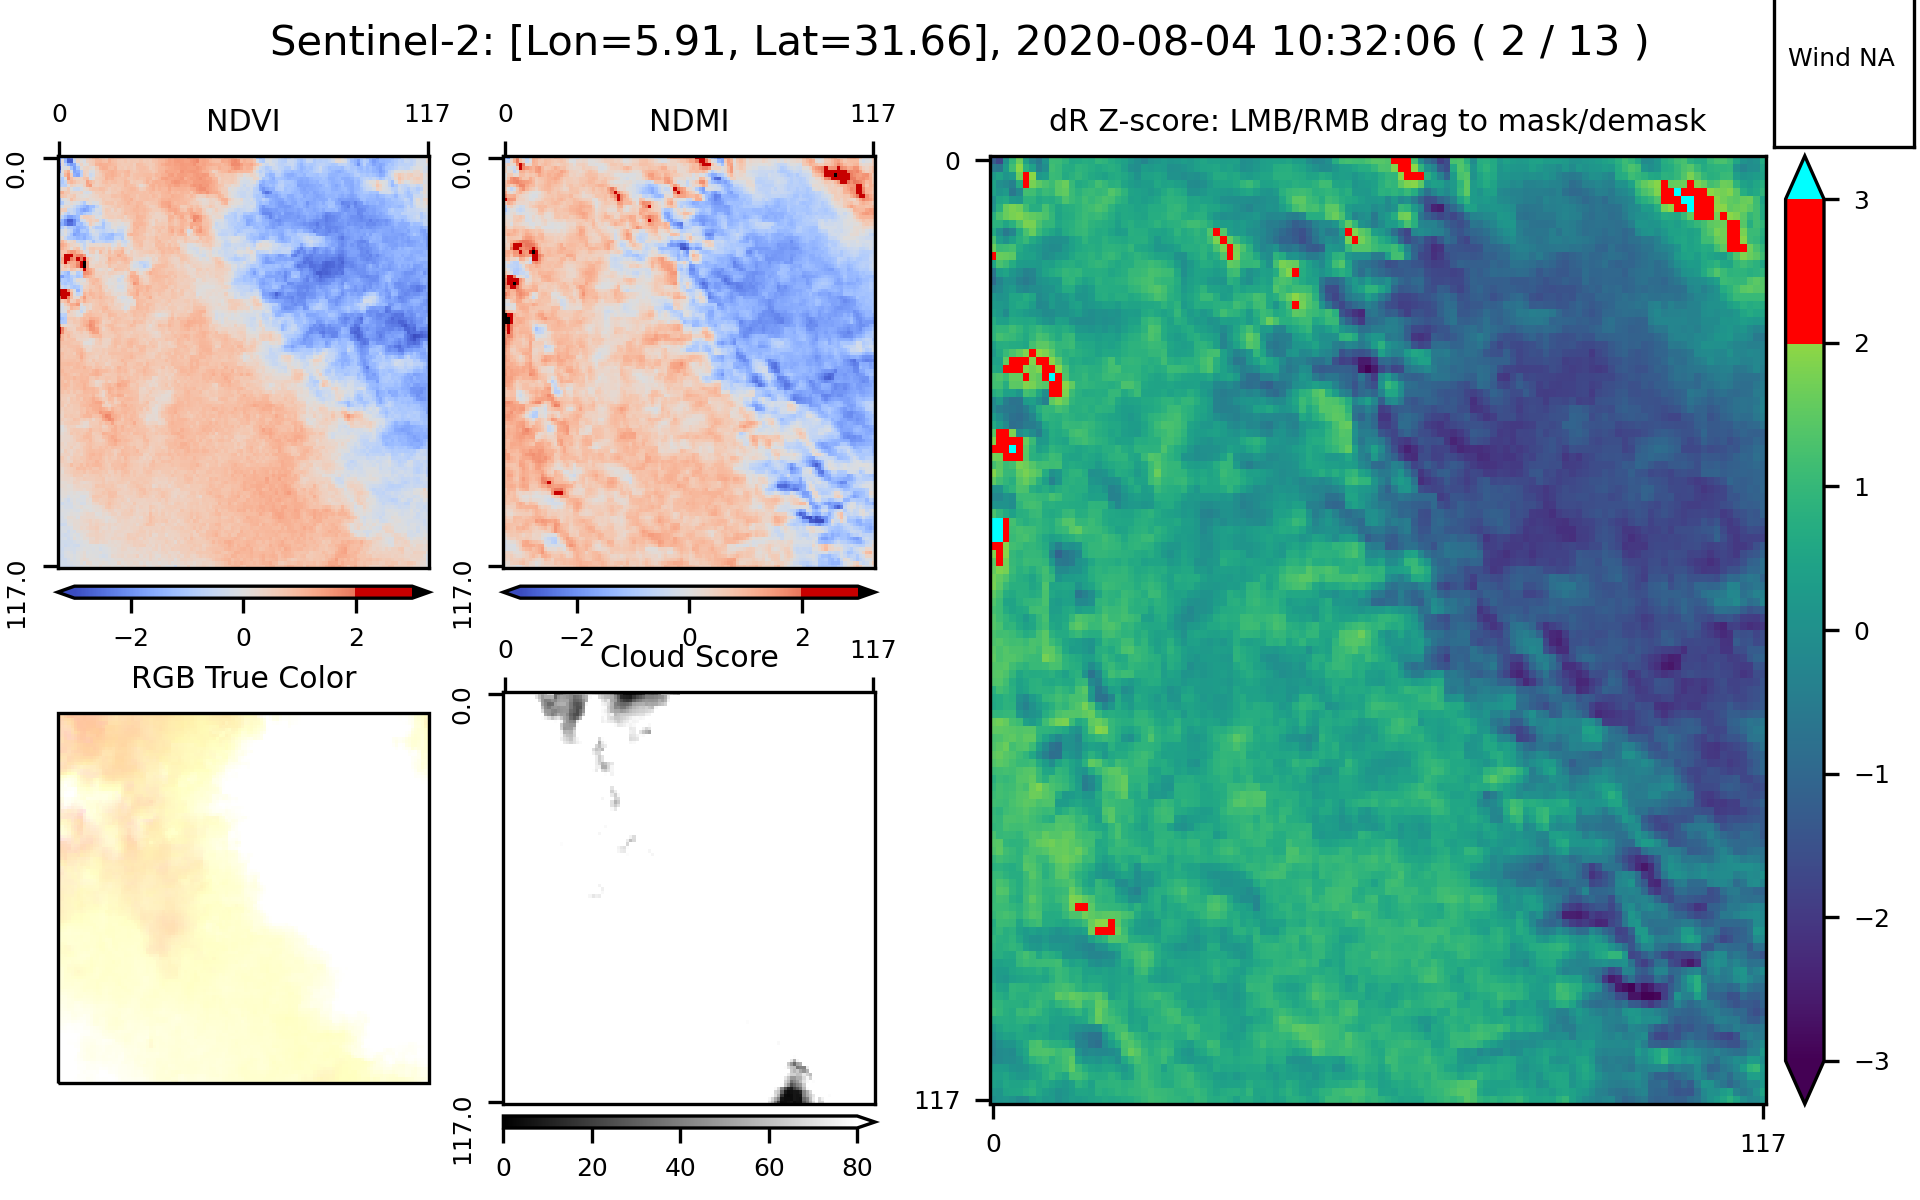 Sentinel-2: [Lon=5.91, Lat=31.66], 2020-08-04 10:32:06 ( 2 / 13 )
Wind NA
0 NDVI 117
0 NDMI 117
dR Z-score: LMB/RMB drag to mask/demask
0.0
0.0
0
3
2
1
0
−1
−2
−3
117.0
117.0
−2 0 2
−2 0 2
RGB True Color
0 Cloud Score 117
0.0
117.0
0 20 40 60 80
117
0 117